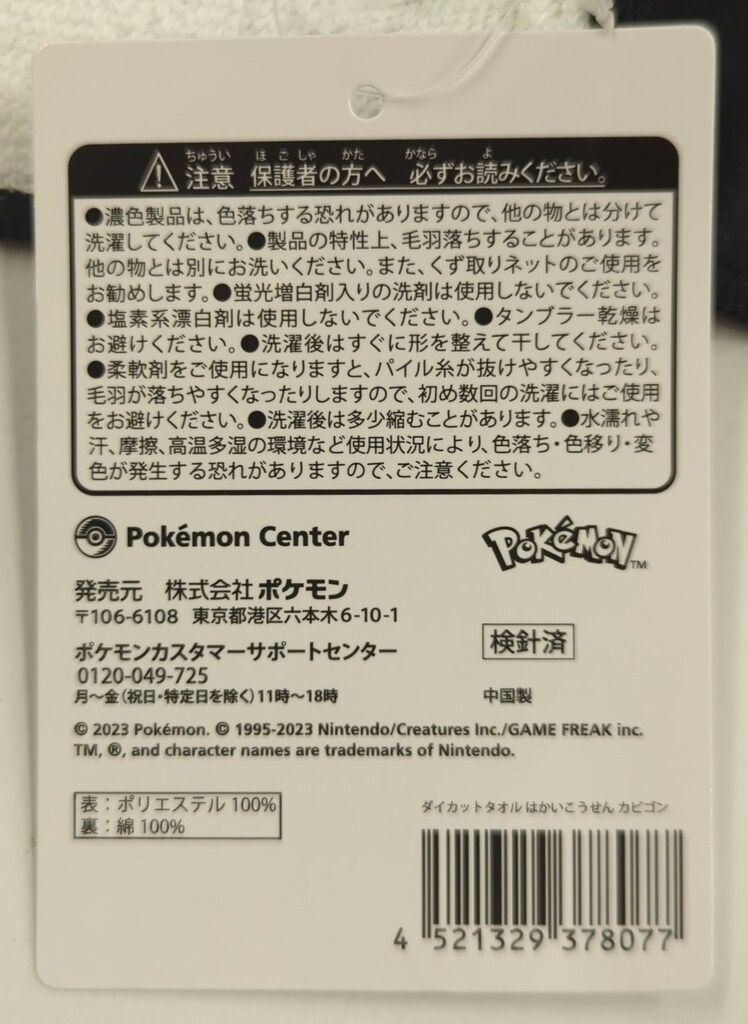 ちゅうい ほごしゃ かた かなら よ
注意 保護者の方へ 必ずお読みください。
●濃色製品は、色落ちする恐れがありますので、他の物とは分けて
洗濯してください。●製品の特性上、毛羽落ちすることがあります。
他の物とは別にお洗いください。また、くず取りネットのご使用を
お勧めします。●蛍光増白剤入りの洗剤は使用しないでください。
●塩素系漂白剤は使用しないでください。●タンブラー乾燥は
お避けください。●洗濯後はすぐに形を整えて干してください。
●柔軟剤をご使用になりますと、パイル糸が抜けやすくなったり、
毛羽が落ちやすくなったりしますので、初め数回の洗濯にはご使用
をお避けください。●洗濯後は多少縮むことがあります。●水濡れや
汗、摩擦、高温多湿の環境など使用状況により、色落ち・色移り・変
色が発生する恐れがありますので、ご注意ください。
Pokémon Center
POKÉMON TM
発売元 株式会社ポケモン
〒106-6108 東京都港区六本木6-10-1
ポケモンカスタマーサポートセンター
0120-049-725
月～金(祝日・特定日を除く)11時～18時
検針済
中国製
© 2023 Pokémon. © 1995-2023 Nintendo/Creatures Inc./GAME FREAK inc.
TM, ®, and character names are trademarks of Nintendo.
表：ポリエステル 100%
裏：綿 100%
ダイカットタオル はかいこうせん カビゴン
4 521329 378077